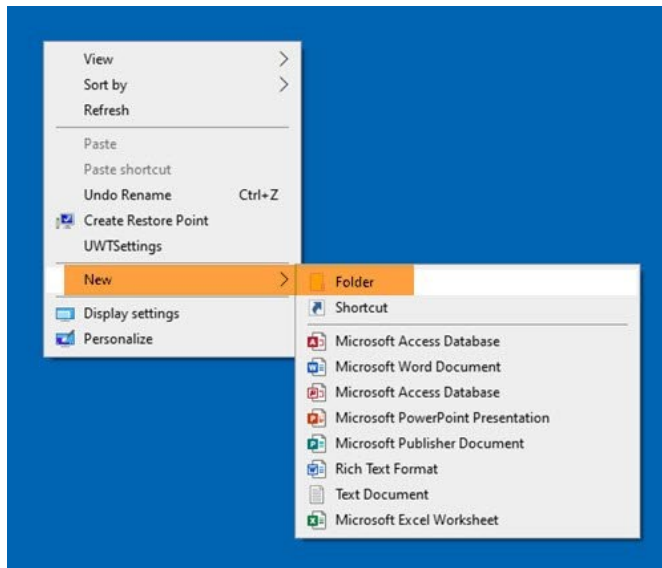 View
Sort by
Refresh
Paste
Paste shortcut
Undo Rename Ctrl+Z
Create Restore Point
UWTSettings
New
Display settings
Personalize
Folder
Shortcut
Microsoft Access Database
Microsoft Word Document
Microsoft Access Database
Microsoft PowerPoint Presentation
Microsoft Publisher Document
Rich Text Format
Text Document
Microsoft Excel Worksheet